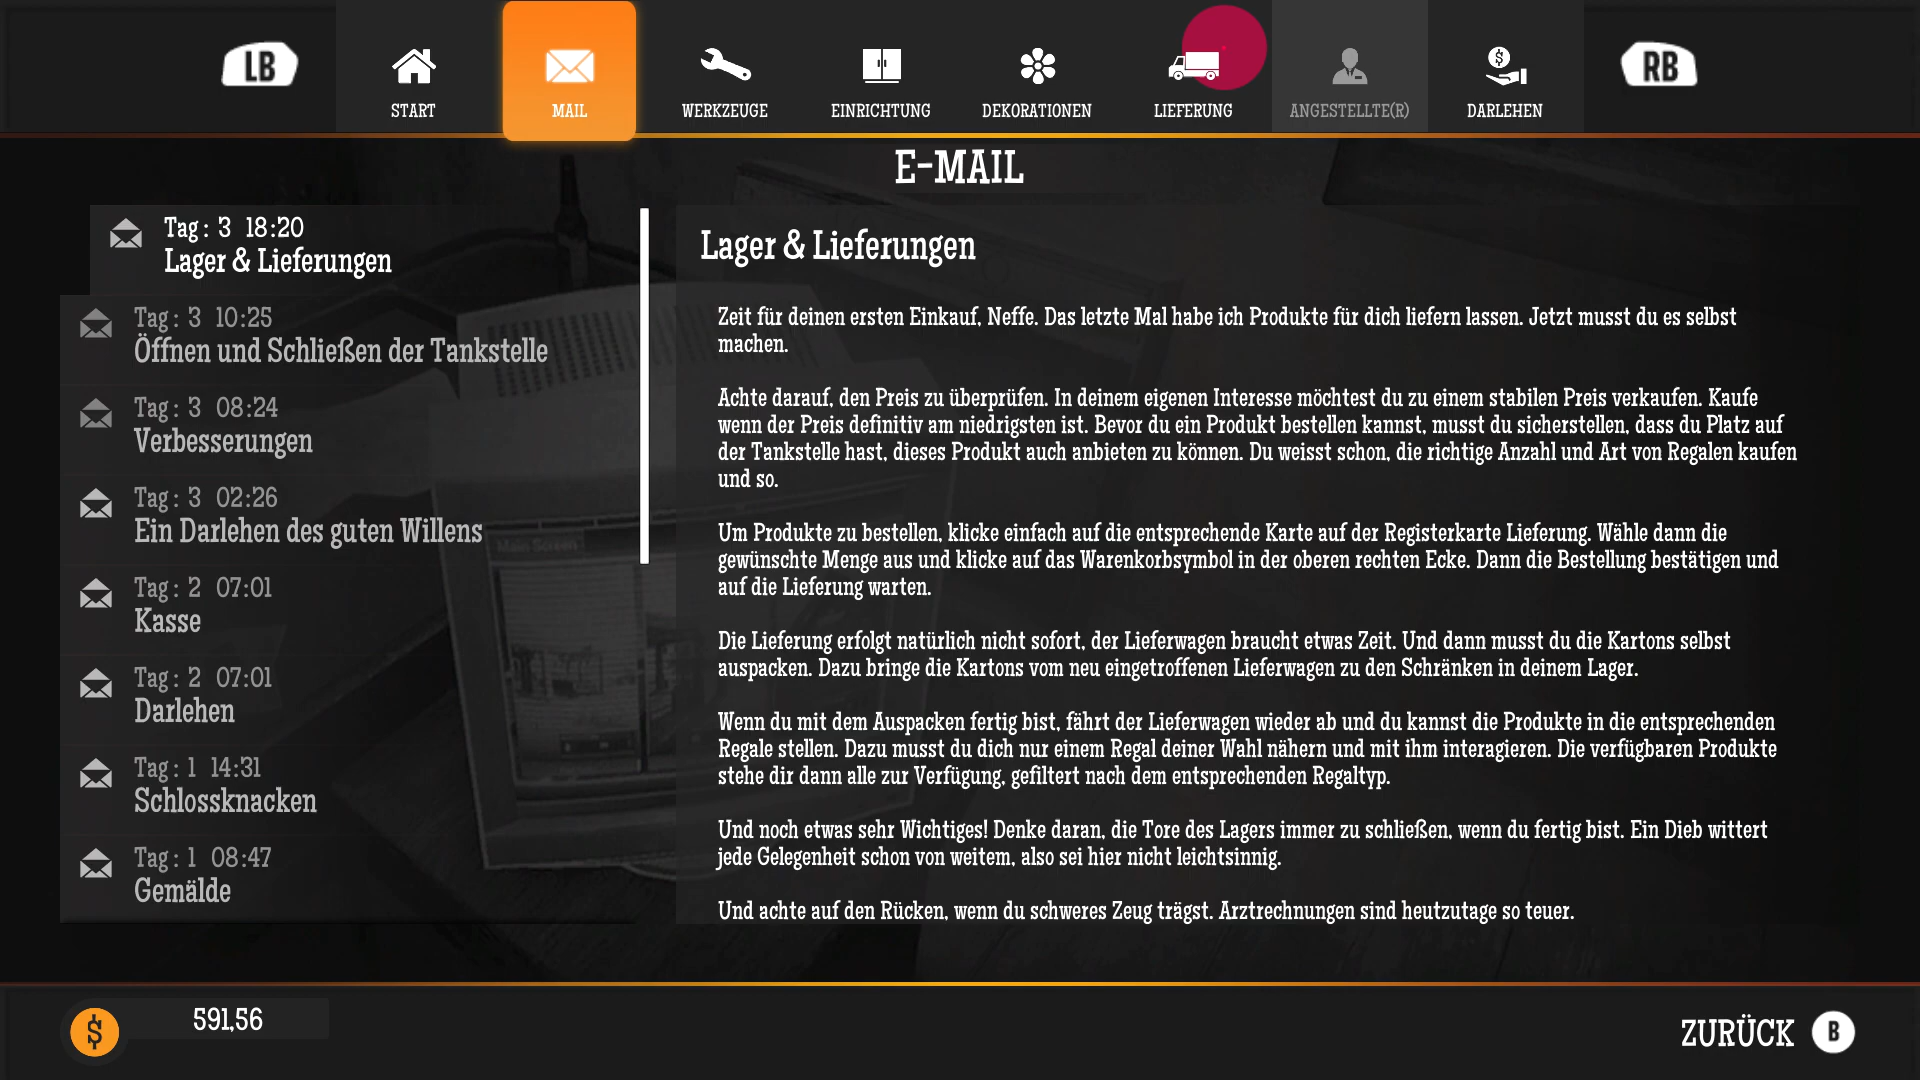 LB
START
MAIL
WERKZEUGE
EINRICHTUNG
DEKORATIONEN
LIEFERUNG
ANGESTELLTE(R)
DARLEHEN
RB
E-MAIL
Tag: 3 18:20
Lager & Lieferungen
Tag: 3 10:25
Öffnen und Schließen der Tankstelle
Tag: 3 08:24
Verbesserungen
Tag: 3 02:26
Ein Darlehen des guten Willens
Tag: 2 07:01
Kasse
Tag: 2 07:01
Darlehen
Tag: 1 14:31
Schlossknacken
Tag: 1 08:47
Gemälde
Main Screen
Lager & Lieferungen
Zeit für deinen ersten Einkauf, Neffe. Das letzte Mal habe ich Produkte für dich liefern lassen. Jetzt musst du es selbst
machen.
Achte darauf, den Preis zu überprüfen. In deinem eigenen Interesse möchtest du zu einem stabilen Preis verkaufen. Kaufe
wenn der Preis definitiv am niedrigsten ist. Bevor du ein Produkt bestellen kannst, musst du sicherstellen, dass du Platz auf
der Tankstelle hast, dieses Produkt auch anbieten zu können. Du weisst schon, die richtige Anzahl und Art von Regalen kaufen
und so.
Um Produkte zu bestellen, klicke einfach auf die entsprechende Karte auf der Registerkarte Lieferung. Wähle dann die
gewünschte Menge aus und klicke auf das Warenkorbsymbol in der oberen rechten Ecke. Dann die Bestellung bestätigen und
auf die Lieferung warten.
Die Lieferung erfolgt natürlich nicht sofort, der Lieferwagen braucht etwas Zeit. Und dann musst du die Kartons selbst
auspacken. Dazu bringe die Kartons vom neu eingetroffenen Lieferwagen zu den Schränken in deinem Lager.
Wenn du mit dem Auspacken fertig bist, fährt der Lieferwagen wieder ab und du kannst die Produkte in die entsprechenden
Regale stellen. Dazu musst du dich nur einem Regal deiner Wahl nähern und mit ihm interagieren. Die verfügbaren Produkte
stehe dir dann alle zur Verfügung, gefiltert nach dem entsprechenden Regaltyp.
Und noch etwas sehr Wichtiges! Denke daran, die Tore des Lagers immer zu schließen, wenn du fertig bist. Ein Dieb wittert
jede Gelegenheit schon von weitem, also sei hier nicht leichtsinnig.
Und achte auf den Rücken, wenn du schweres Zeug trägst. Arztrechnungen sind heutzutage so teuer.
$ 591,56
ZURÜCK B